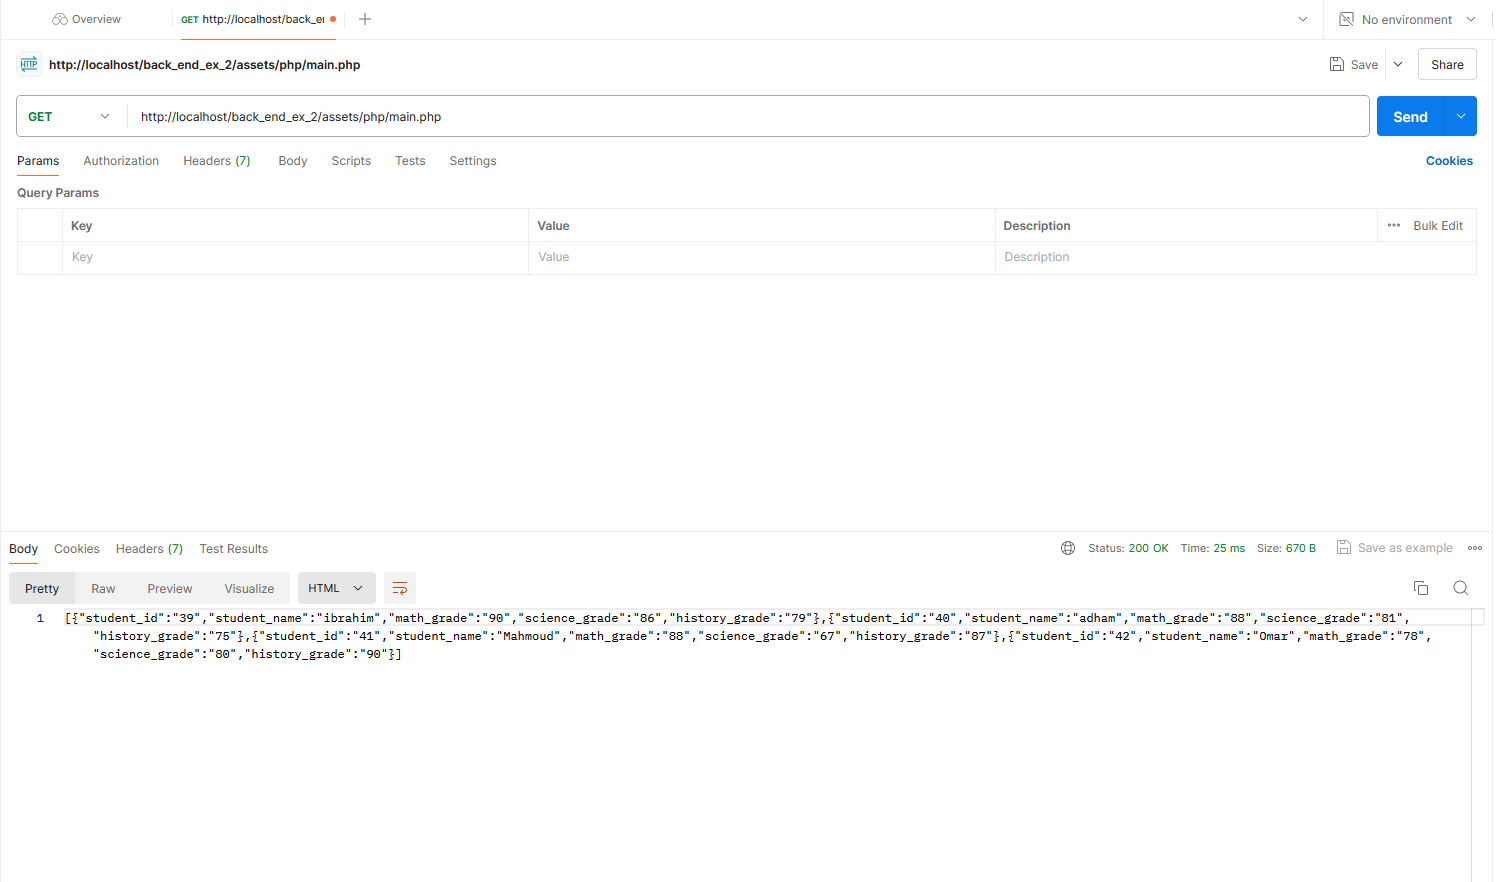 Overview GET http://localhost/back_e No environment
HTTP http://localhost/back_end_ex_2/assets/php/main.php Save Share
GET http://localhost/back_end_ex_2/assets/php/main.php Send
Params Authorization Headers (7) Body Scripts Tests Settings Cookies
Query Params
Key Value Description Bulk Edit
Key Value Description
Body Cookies Headers (7) Test Results Status: 200 OK Time: 25 ms Size: 670 B Save as example
Pretty Raw Preview Visualize HTML
1 [{"student_id":"39","student_name":"ibrahim","math_grade":"90","science_grade":"86","history_grade":"79"},{"student_id":"40","student_name":"adham","math_grade":"88","science_grade":"81",
"history_grade":"75"},{"student_id":"41","student_name":"Mahmoud","math_grade":"88","science_grade":"67","history_grade":"87"},{"student_id":"42","student_name":"Omar","math_grade":"78",
"science_grade":"80","history_grade":"90"}]